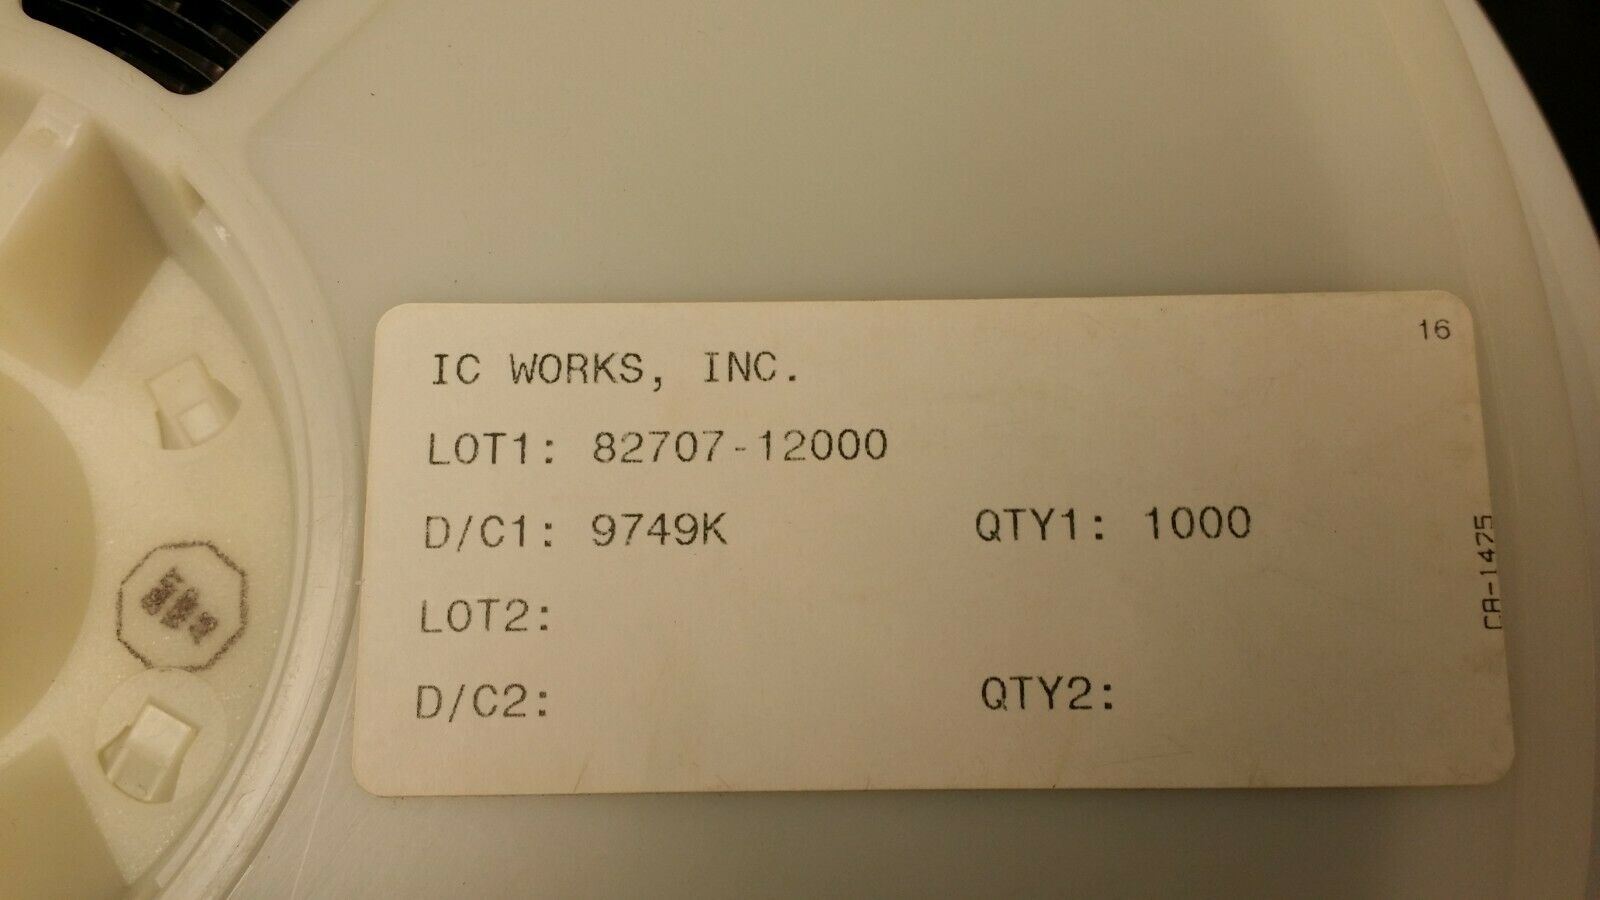 16
IC WORKS, INC.
LOT1: 82707-12000
D/C1: 9749K QTY1: 1000
LOT2:
D/C2: QTY2:
CA-1475